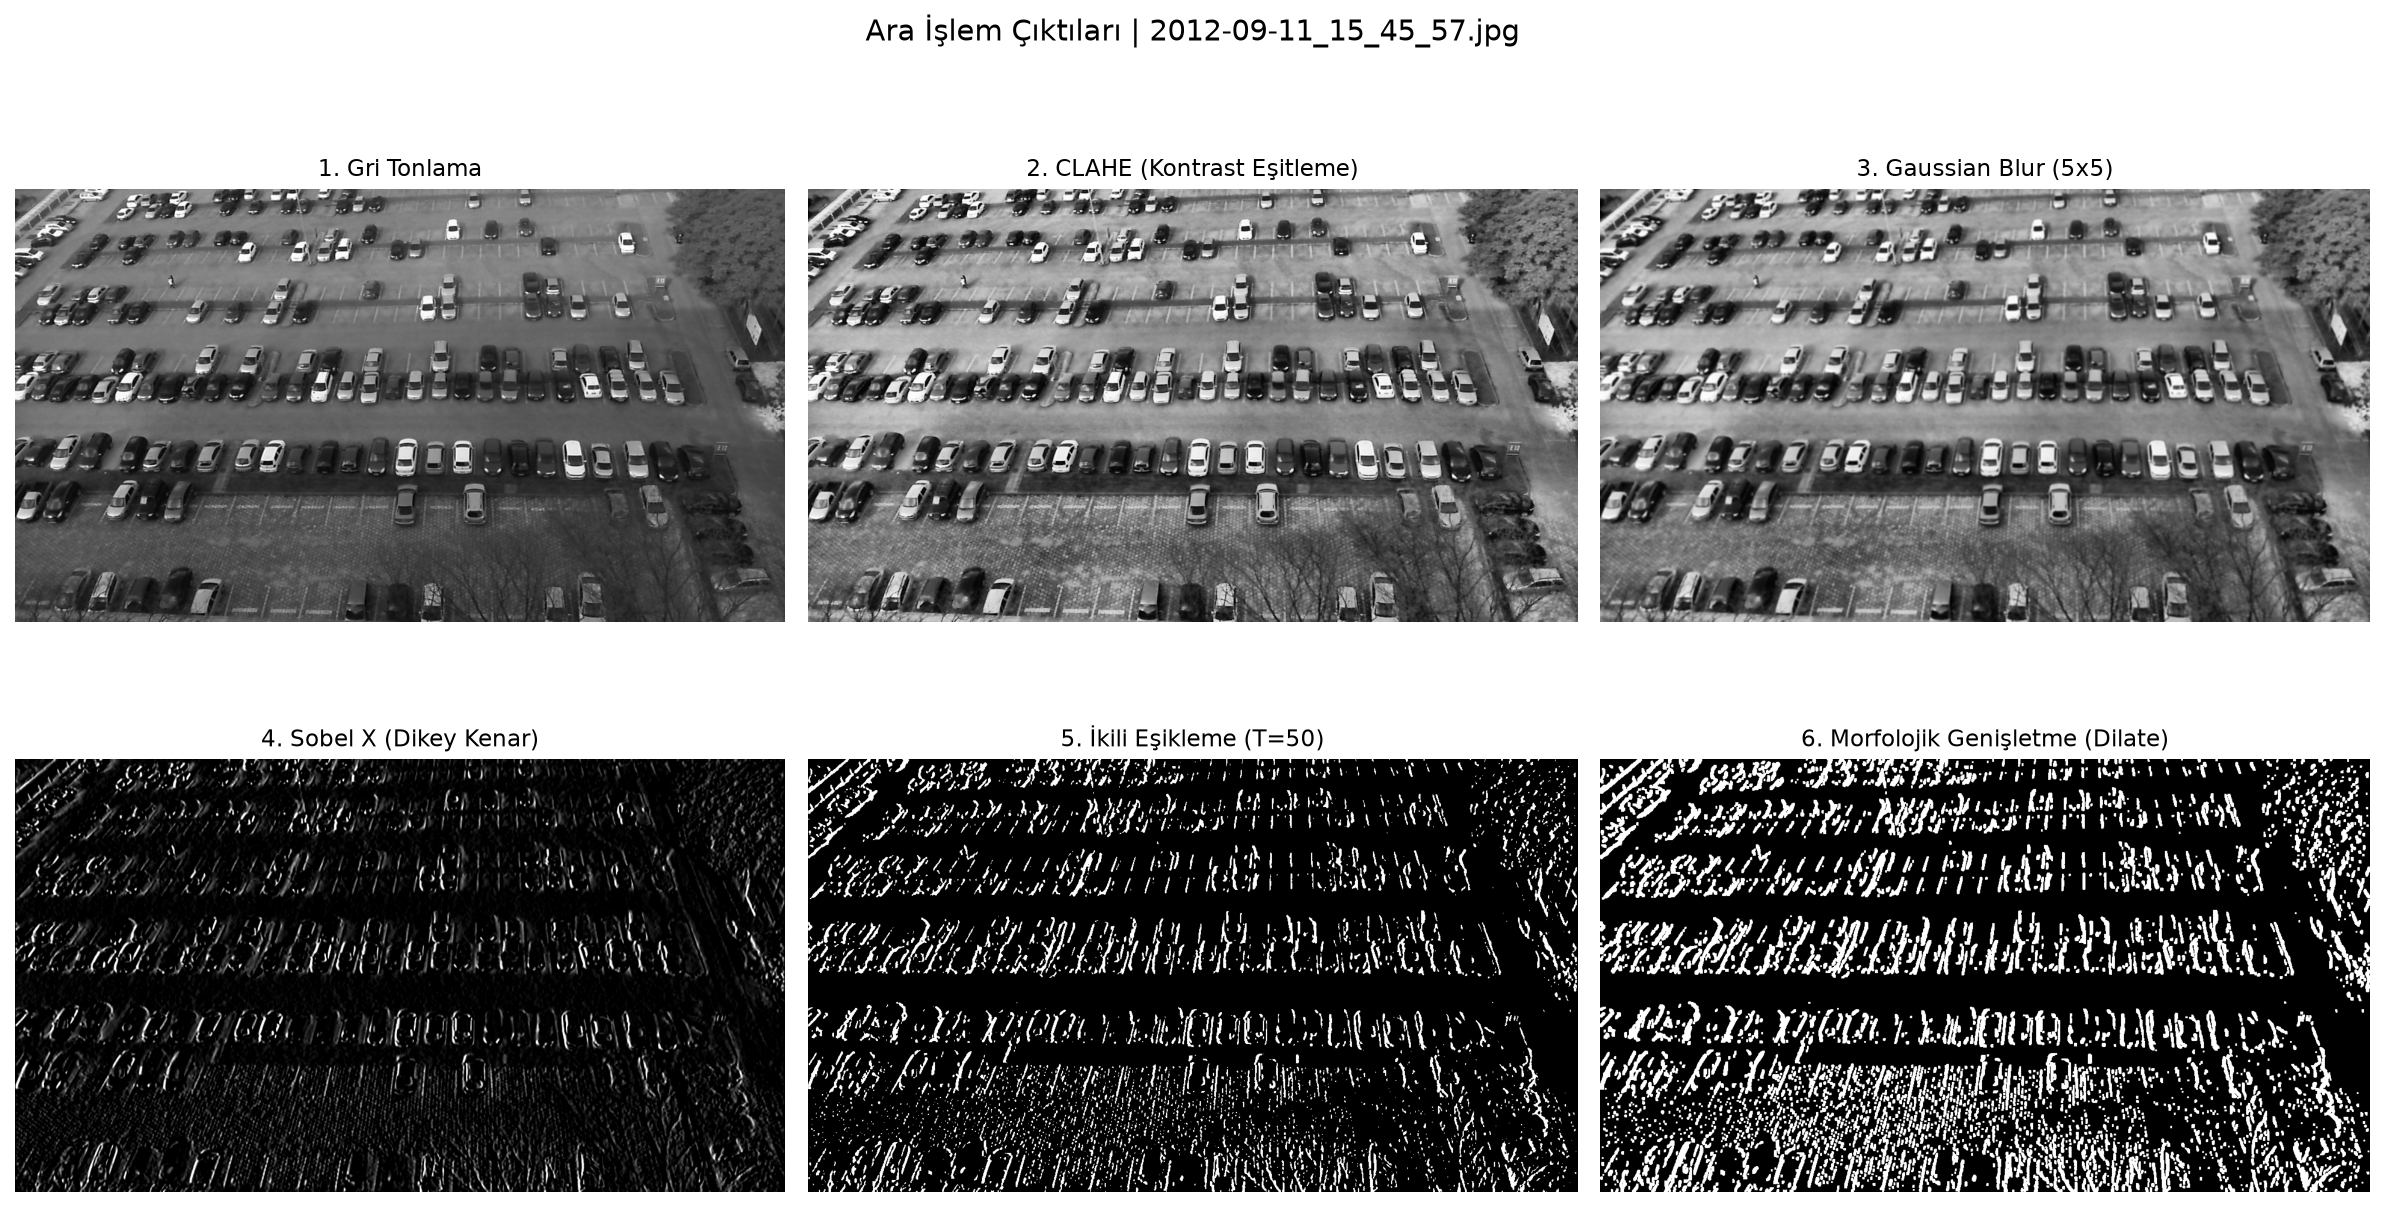 Ara İşlem Çıktıları | 2012-09-11_15_45_57.jpg
1. Gri Tonlama
2. CLAHE (Kontrast Eşitleme)
3. Gaussian Blur (5x5)
4. Sobel X (Dikey Kenar)
5. İkili Eşikleme (T=50)
6. Morfolojik Genişletme (Dilate)